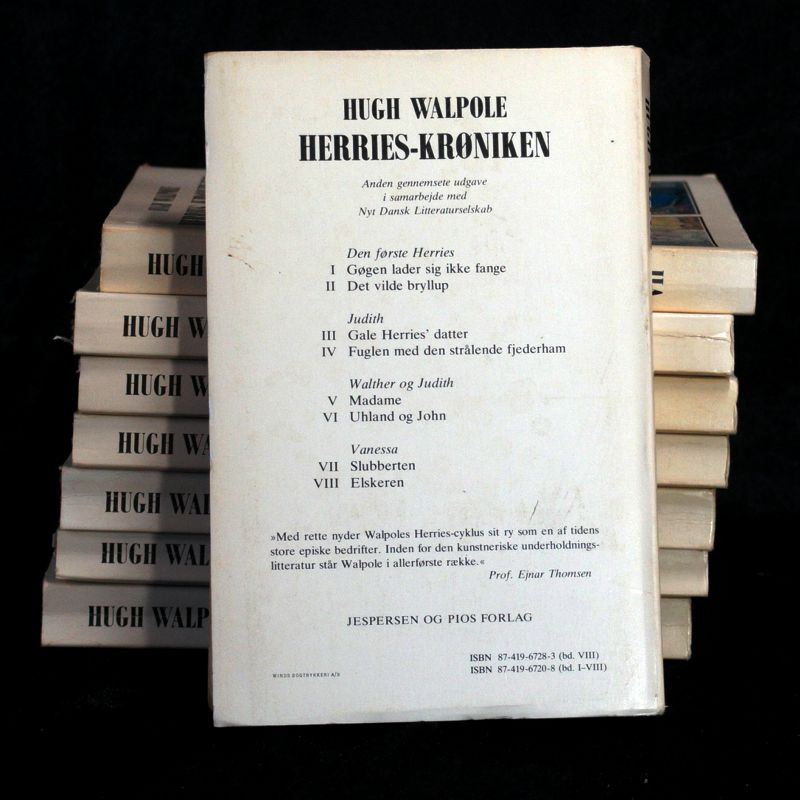 HUGH WALPOLE
HERRIES-KRØNIKEN
Anden gennemsete udgave
i samarbejde med
Nyt Dansk Litteraturselskab
Den første Herries
I Gøgen lader sig ikke fange
II Det vilde bryllup
Judith
III Gale Herries' datter
IV Fuglen med den strålende fjederham
Walther og Judith
V Madame
VI Uhland og John
Vanessa
VII Slubberten
VIII Elskeren
»Med rette nyder Walpoles Herries-cyklus sit ry som en af tidens
store episke bedrifter. Inden for den kunstneriske underholdnings-
litteratur står Walpole i allerførste række.«
Prof. Ejnar Thomsen
JESPERSEN OG PIOS FORLAG
ISBN 87-419-6728-3 (bd. VIII)
ISBN 87-419-6720-8 (bd. I-VIII)
WINDS BOGTRYKKERI A/S
HUGH
HUGH W
HUGH W
HUGH WA
HUGH WAL
HUGH WAL
HUGH WALP
VII